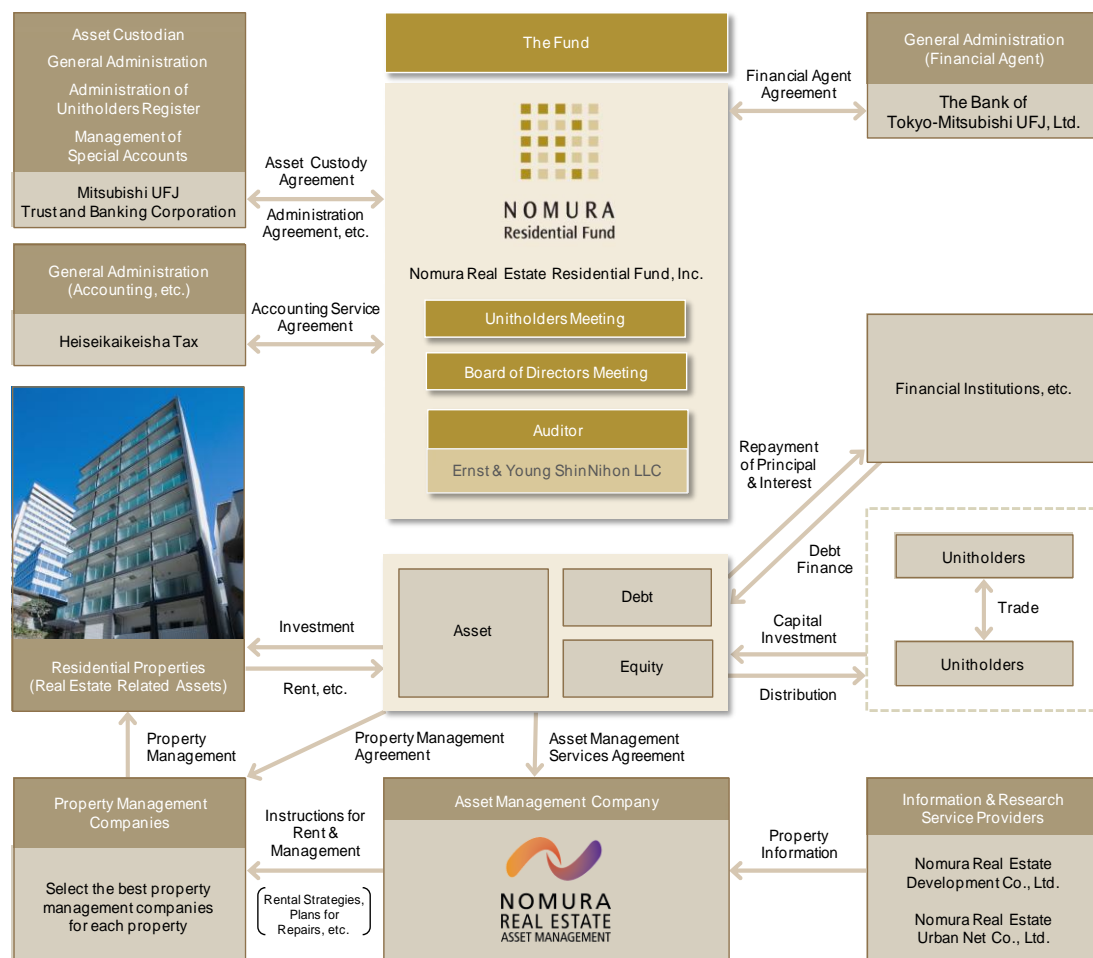 Asset Custodian
General Administration
Administration of
Unitholders Register
Management of
Special Accounts
Mitsubishi UFJ
Trust and Banking Corporation
Asset Custody
Agreement
Administration
Agreement, etc.
General Administration
(Accounting, etc.)
Heiseikaikeisha Tax
Accounting Service
Agreement
The Fund
NOMURA
Residential Fund
Nomura Real Estate Residential Fund, Inc.
Unitholders Meeting
Board of Directors Meeting
Auditor
Ernst & Young ShinNihon LLC
Financial Agent
Agreement
General Administration
(Financial Agent)
The Bank of
Tokyo-Mitsubishi UFJ, Ltd.
Financial Institutions, etc.
Repayment
of Principal
& Interest
Debt
Finance
Unitholders
Trade
Unitholders
Capital
Investment
Distribution
Asset
Debt
Equity
Investment
Rent, etc.
Residential Properties
(Real Estate Related Assets)
Property
Management
Property Management
Agreement
Asset Management
Services Agreement
Property Management
Companies
Select the best property
management companies
for each property
Instructions for
Rent &
Management
Rental Strategies,
Plans for
Repairs, etc.
Asset Management Company
NOMURA
REAL ESTATE
ASSET MANAGEMENT
Property
Information
Information & Research
Service Providers
Nomura Real Estate
Development Co., Ltd.
Nomura Real Estate
Urban Net Co., Ltd.